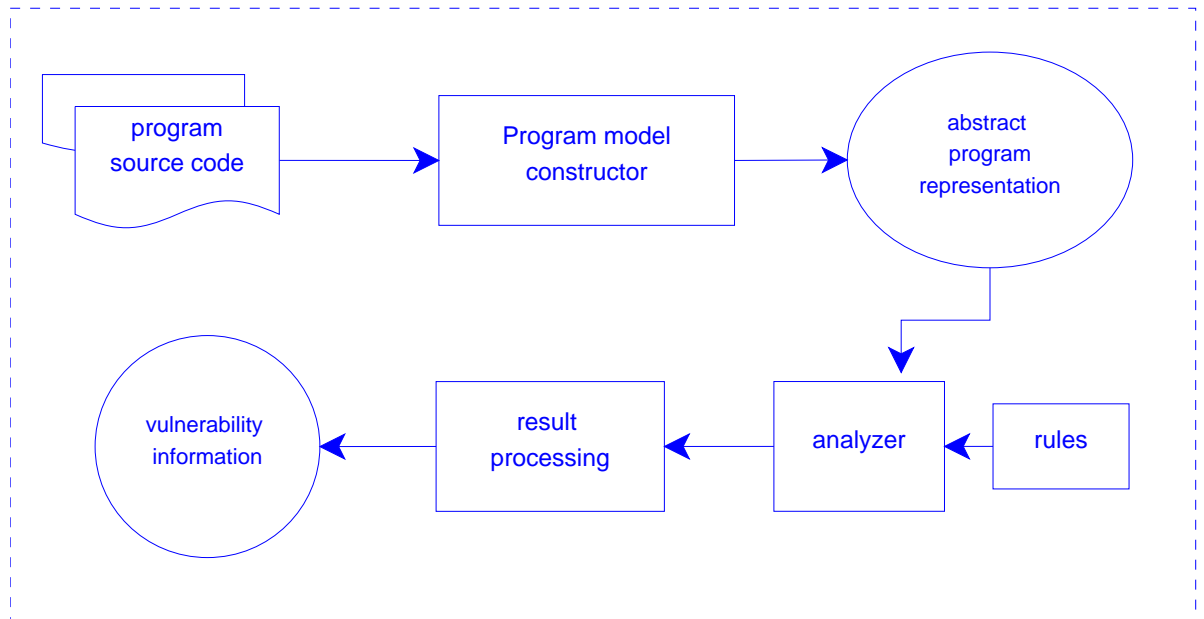 program
source code
Program model
constructor
abstract
program
representation
vulnerability
information
result
processing
analyzer
rules